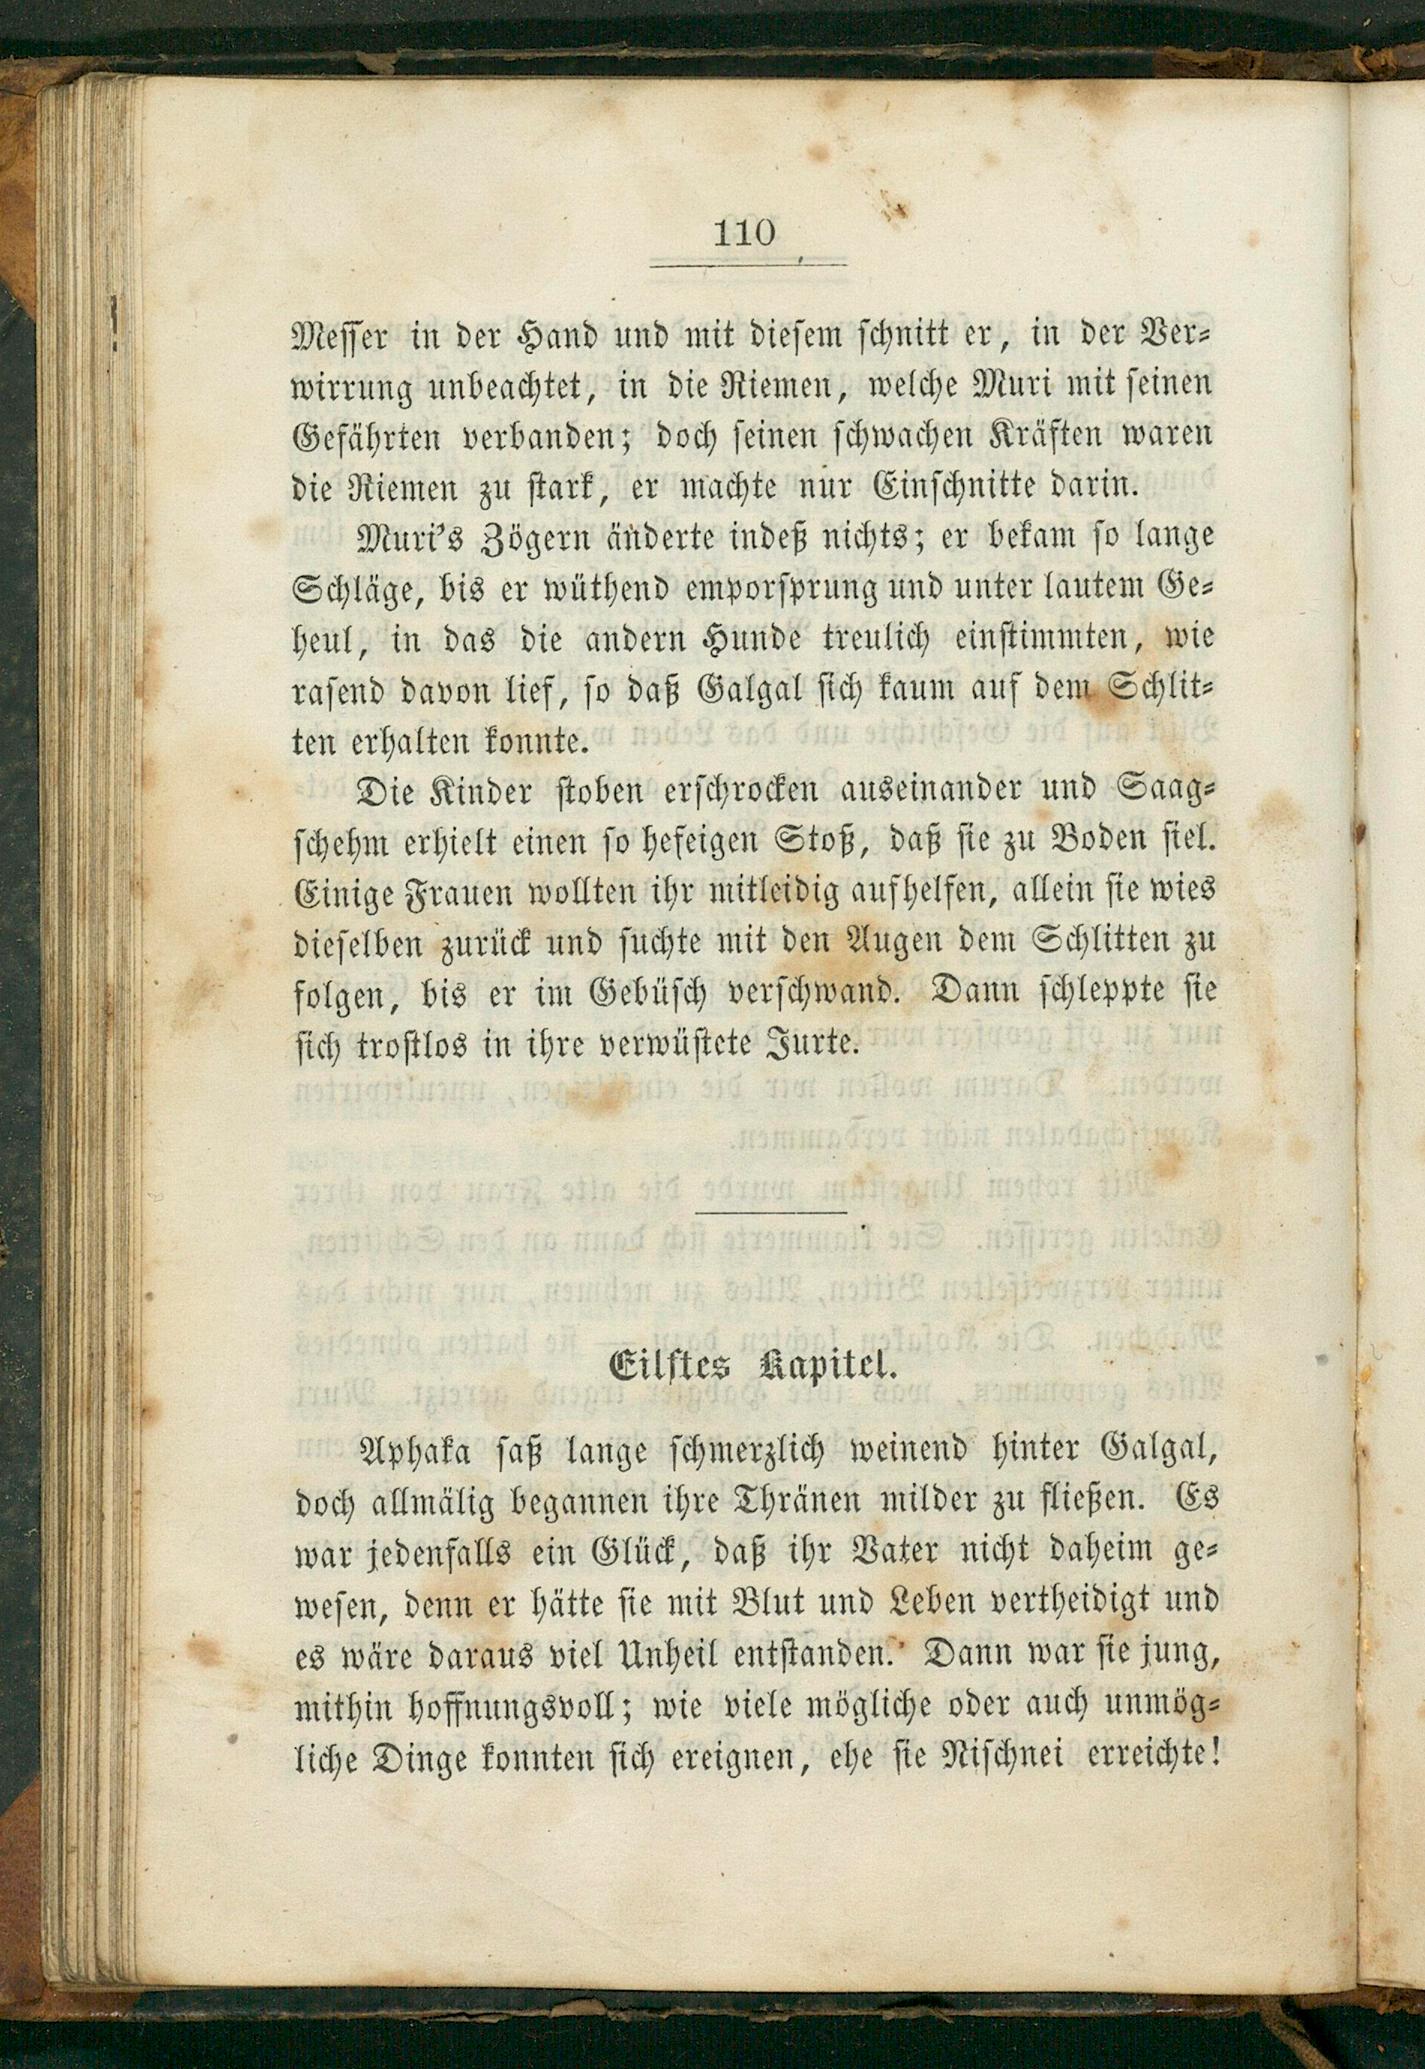 110
Messer in der Hand und mit diesem schnitt er, in der Ver-
wirrung unbeachtet, in die Riemen, welche Muri mit seinen
Gefährten verbanden; doch seinen schwachen Kräften waren
die Riemen zu stark, er machte nur Einschnitte darin.
Muri's Zögern änderte indeß nichts; er bekam so lange
Schläge, bis er wüthend emporsprung und unter lautem Ge-
heul, in das die andern Hunde treulich einstimmten, wie
rasend davon lief, so daß Galgal sich kaum auf dem Schlit-
ten erhalten konnte.
Die Kinder stoben erschrocken auseinander und Saag-
schehm erhielt einen so hefeigen Stoß, daß sie zu Boden fiel.
Einige Frauen wollten ihr mitleidig aufhelfen, allein sie wies
dieselben zurück und suchte mit den Augen dem Schlitten zu
folgen, bis er im Gebüsch verschwand. Dann schleppte sie
sich trostlos in ihre verwüstete Jurte.
Eilftes Kapitel.
Aphaka saß lange schmerzlich weinend hinter Galgal,
doch allmälig begannen ihre Thränen milder zu fließen. Es
war jedenfalls ein Glück, daß ihr Vater nicht daheim ge-
wesen, denn er hätte sie mit Blut und Leben vertheidigt und
es wäre daraus viel Unheil entstanden. Dann war sie jung,
mithin hoffnungsvoll; wie viele mögliche oder auch unmög-
liche Dinge konnten sich ereignen, ehe sie Nischnei erreichte!